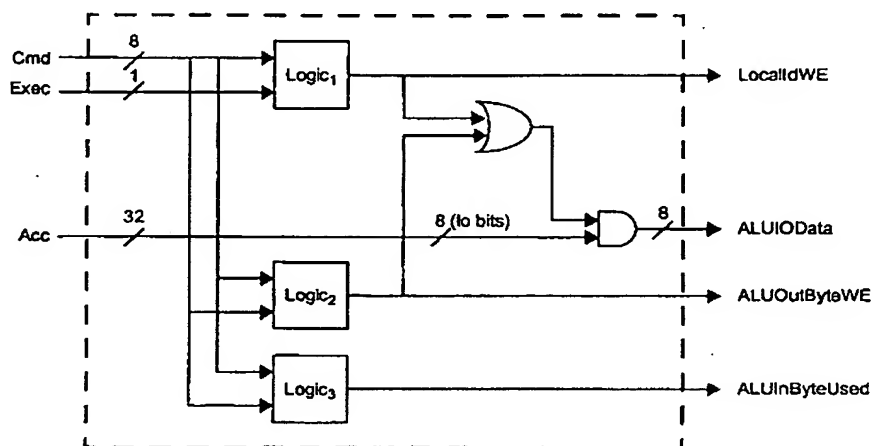 Cmd
8
Exec
1
Logic1
LocalIdWE
Acc
32
8 (lo bits)
8
ALUIOData
Logic2
ALUOutByteWE
Logic3
ALUInByteUsed